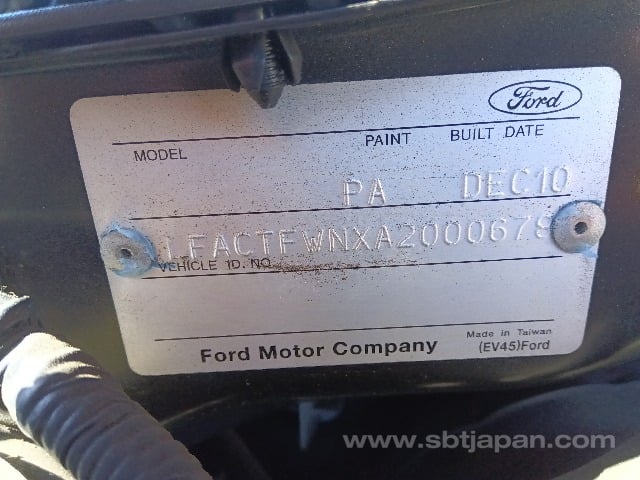 Ford
MODEL PAINT BUILT DATE
PA DEC10
LFACTFWNXA200067
VEHICLE ID. NO
Made in Taiwan
Ford Motor Company (EV45)Ford
www.sbtjapan.com